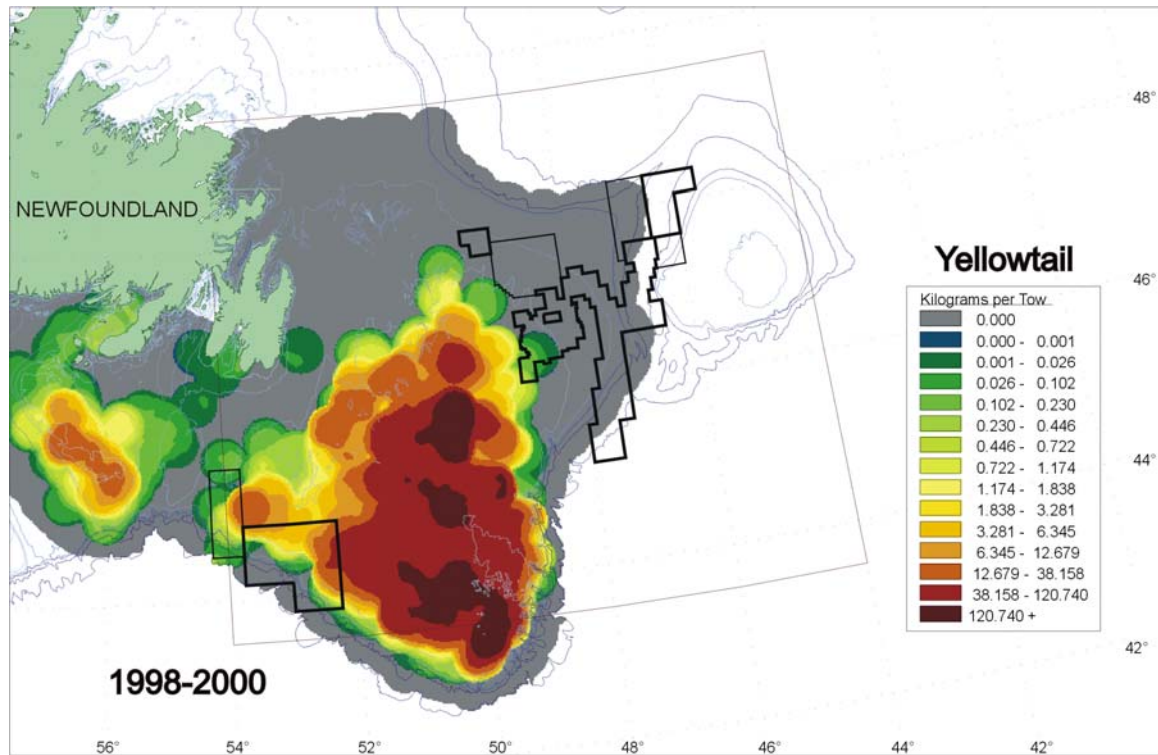 48°
NEWFOUNDLAND
46°
Yellowtail
Kilograms per Tow
0.000
0.000 - 0.001
0.001 - 0.026
0.026 - 0.102
0.102 - 0.230
0.230 - 0.446
0.446 - 0.722
0.722 - 1.174
1.174 - 1.838
1.838 - 3.281
3.281 - 6.345
6.345 - 12.679
12.679 - 38.158
38.158 - 120.740
120.740 +
44°
42°
1998-2000
56° 54° 52° 50° 48° 46° 44° 42°